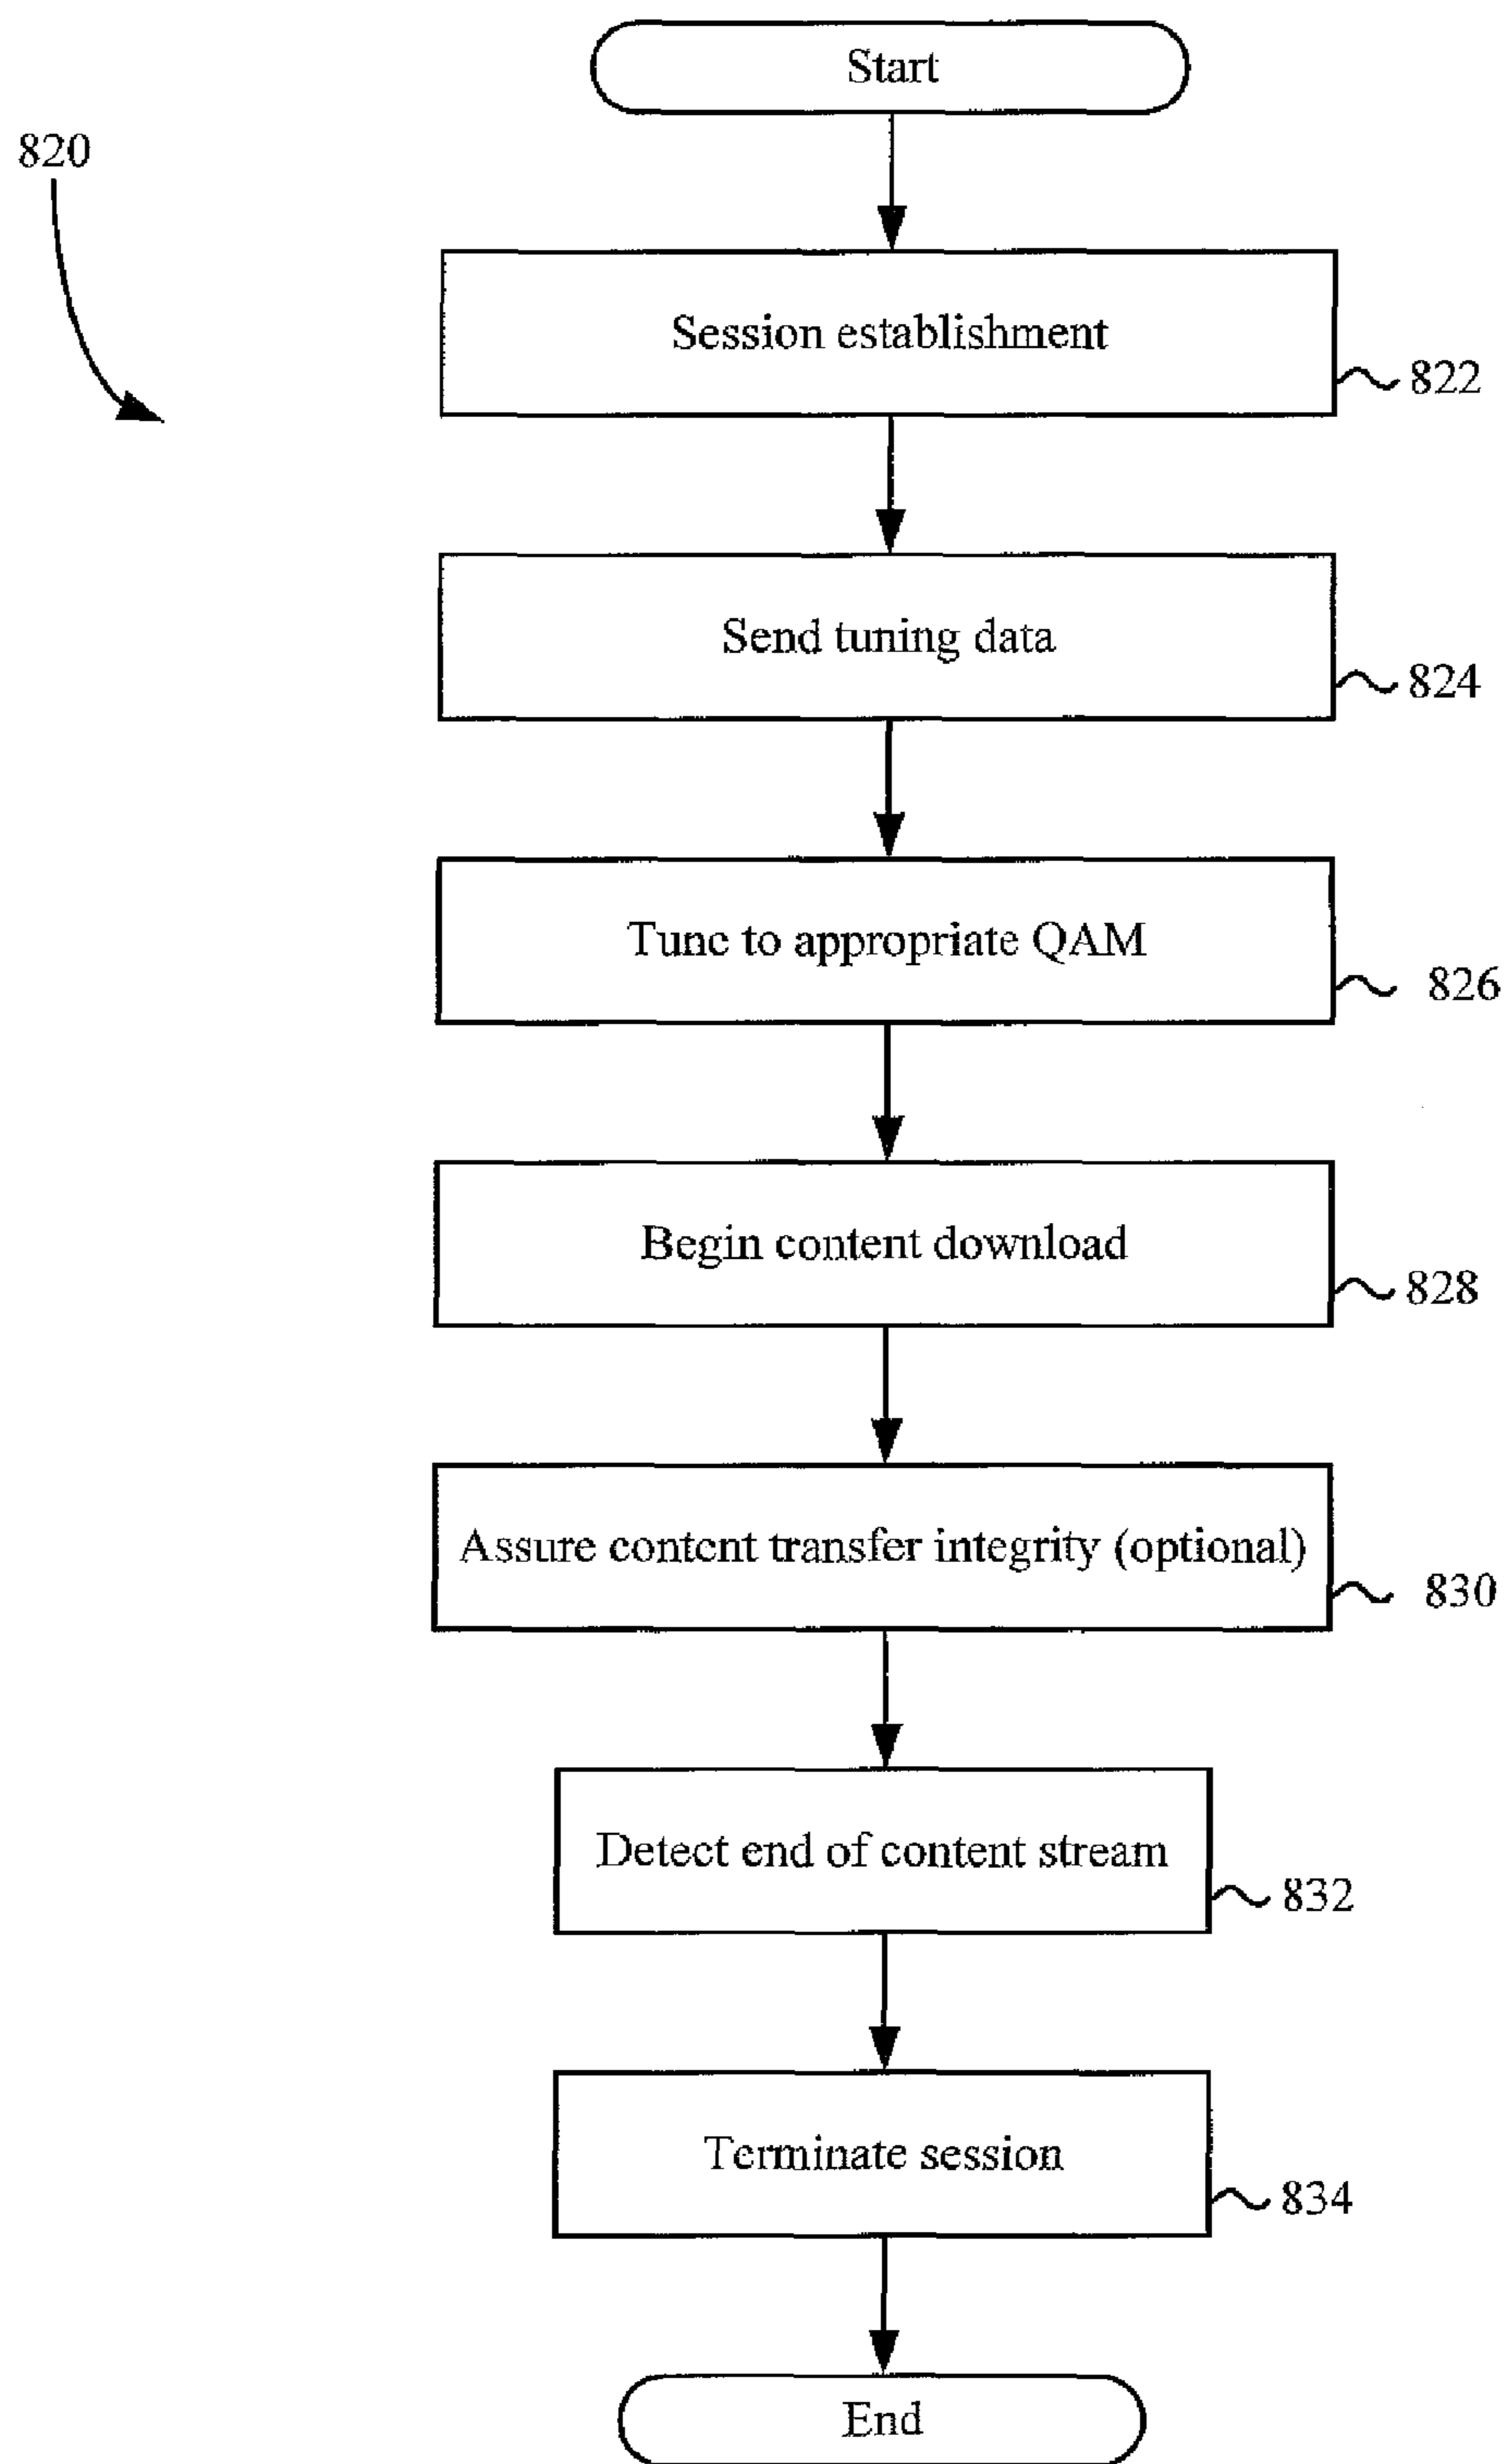 Start
820
Session establishment
822
Send tuning data
824
Tune to appropriate QAM
826
Begin content download
828
Assure content transfer integrity (optional)
830
Detect end of content stream
832
Terminate session
834
End